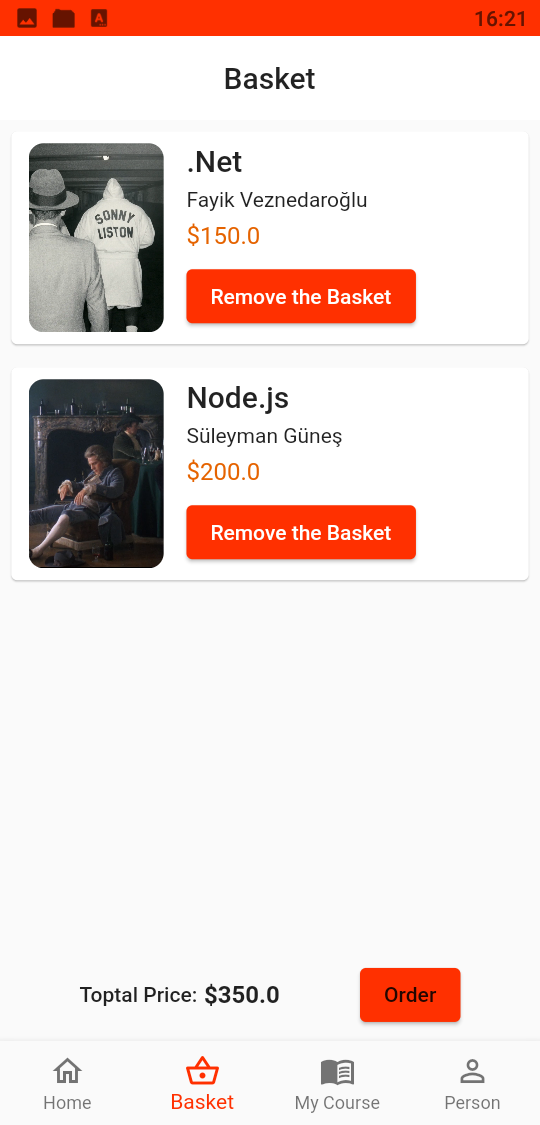 16:21
Basket
SONNY
LISTON
.Net
Fayik Veznedaroğlu
$150.0
Remove the Basket
Node.js
Süleyman Güneş
$200.0
Remove the Basket
Toptal Price: $350.0
Order
Home
Basket
My Course
Person